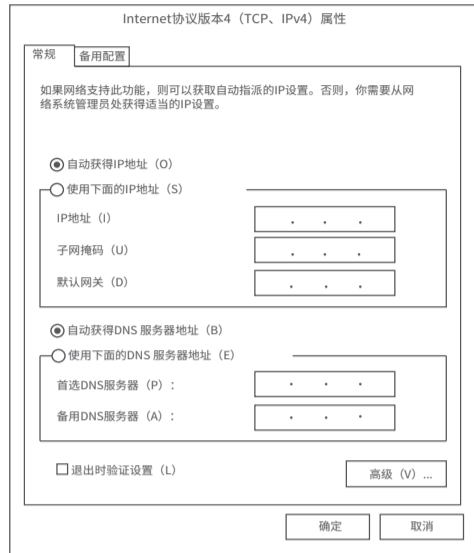 Internet协议版本4（TCP、IPv4）属性
常规
备用配置
如果网络支持此功能，则可以获取自动指派的IP设置。否则，你需要从网
络系统管理员处获得适当的IP设置。
自动获得IP地址（O）
使用下面的IP地址（S）
IP地址（I）
子网掩码（U）
默认网关（D）
自动获得DNS 服务器地址（B）
使用下面的DNS 服务器地址（E）
首选DNS服务器（P）：
备用DNS服务器（A）：
退出时验证设置（L）
高级（V）...
确定
取消